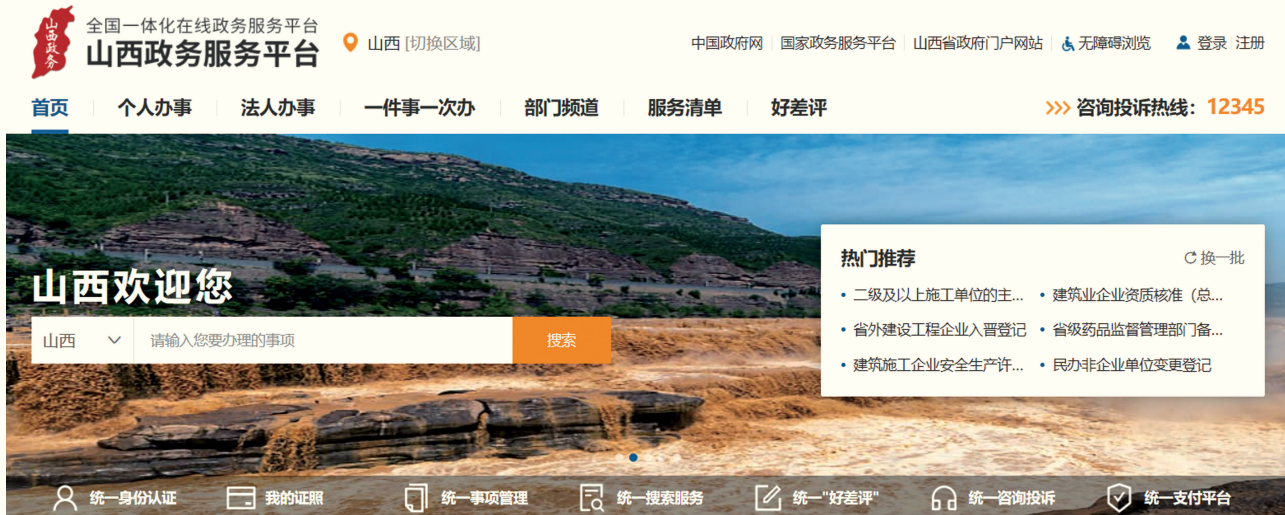 山西政务
全国一体化在线政务服务平台
山西政务服务平台
山西 [切换区域]
中国政府网 国家政务服务平台 山西省政府门户网站 无障碍浏览 登录 注册
首页 个人办事 法人办事 一件事一次办 部门频道 服务清单 好差评 >>> 咨询投诉热线：12345
热门推荐 换一批
山西欢迎您
• 二级及以上施工单位的主... • 建筑业企业资质核准（总...
• 省外建设工程企业入晋登记 • 省级药品监督管理部门备...
• 建筑施工企业安全生产许... • 民办非企业单位变更登记
山西 请输入您要办理的事项 搜索
统一身份认证 我的证照 统一事项管理 统一搜索服务 统一"好差评" 统一咨询投诉 统一支付平台